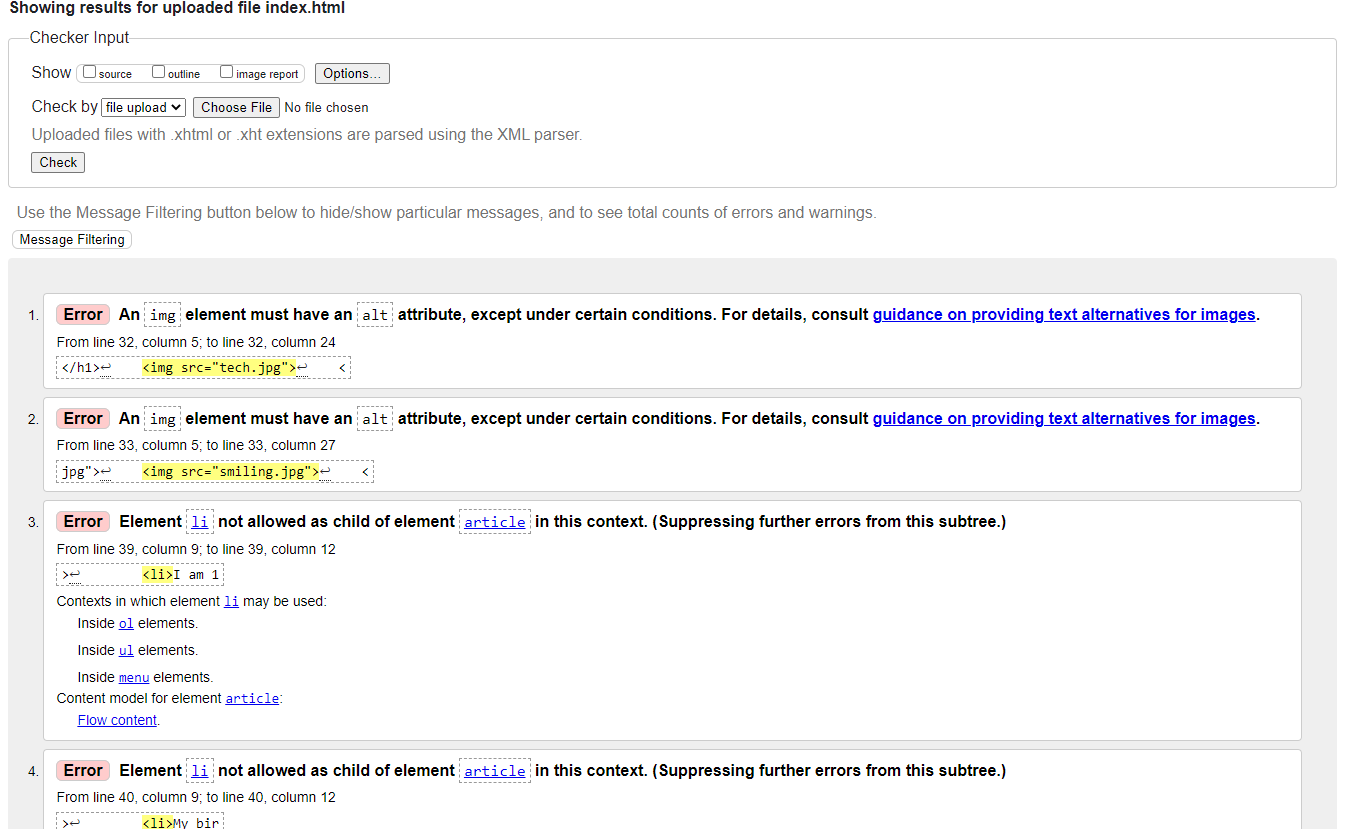 Showing results for uploaded file index.html
Checker Input
Show source outline image report Options...
Check by file upload Choose File No file chosen
Uploaded files with .xhtml or .xht extensions are parsed using the XML parser.
Check
Use the Message Filtering button below to hide/show particular messages, and to see total counts of errors and warnings.
Message Filtering
1. Error An img element must have an alt attribute, except under certain conditions. For details, consult guidance on providing text alternatives for images.
From line 32, column 5; to line 32, column 24
</h1>↩ <img src="tech.jpg">↩ <
2. Error An img element must have an alt attribute, except under certain conditions. For details, consult guidance on providing text alternatives for images.
From line 33, column 5; to line 33, column 27
jpg">↩ <img src="smiling.jpg">↩ <
3. Error Element li not allowed as child of element article in this context. (Suppressing further errors from this subtree.)
From line 39, column 9; to line 39, column 12
>↩ <li>I am 1
Contexts in which element li may be used:
Inside ol elements.
Inside ul elements.
Inside menu elements.
Content model for element article:
Flow content.
4. Error Element li not allowed as child of element article in this context. (Suppressing further errors from this subtree.)
From line 40, column 9; to line 40, column 12
>↩ <li>My bir